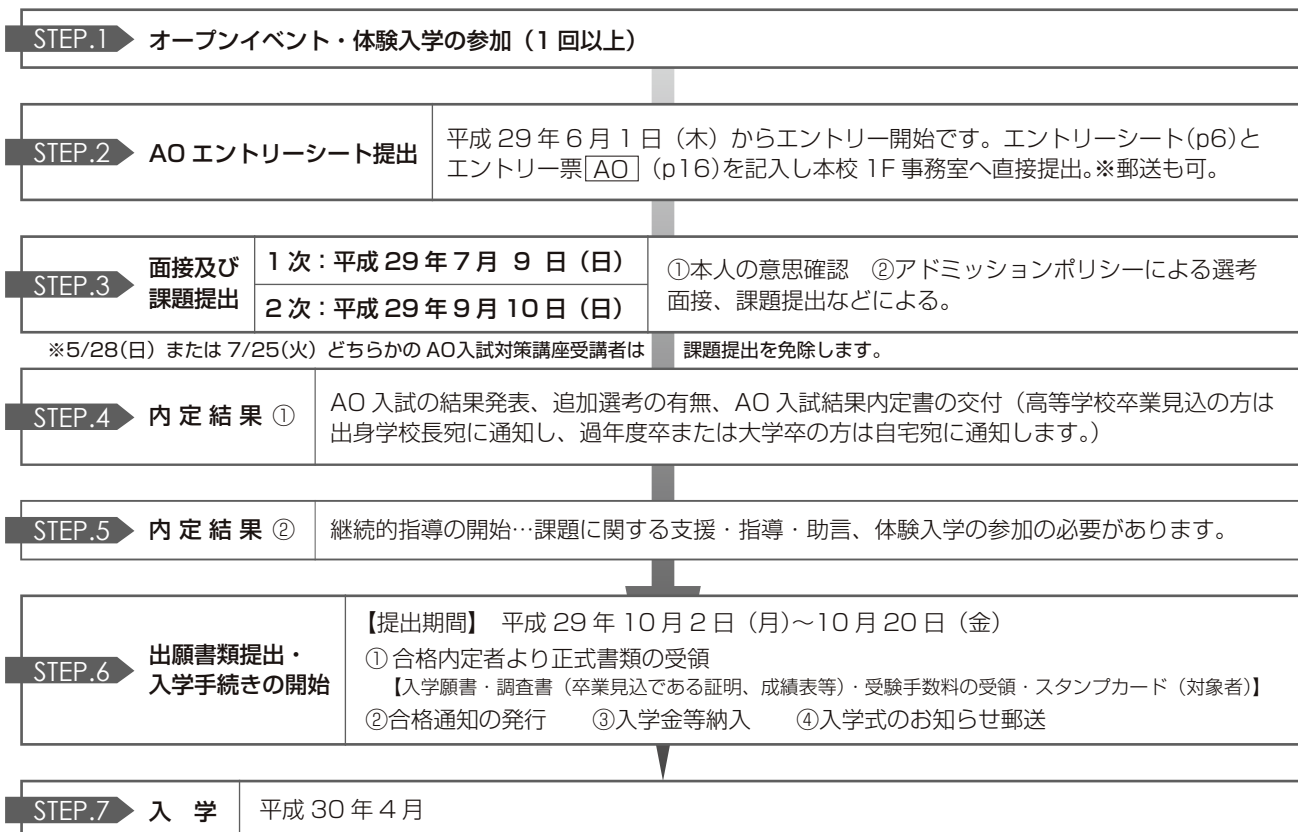 STEP.1 オープンイベント・体験入学の参加（1 回以上）
STEP.2 AO エントリーシート提出
平成 29 年 6 月 1 日（木）からエントリー開始です。エントリーシート(p6)と
エントリー票 AO （p16)を記入し本校 1F 事務室へ直接提出。※郵送も可。
STEP.3 面接及び
課題提出
1 次：平成 29 年 7 月 9 日（日）
2 次：平成 29 年 9 月 10 日（日）
①本人の意思確認　②アドミッションポリシーによる選考
面接、課題提出などによる。
※5/28(日）または 7/25(火）どちらかの AO入試対策講座受講者は　課題提出を免除します。
STEP.4 内 定 結 果 ①
AO 入試の結果発表、追加選考の有無、AO 入試結果内定書の交付（高等学校卒業見込の方は
出身学校長宛に通知し、過年度卒または大学卒の方は自宅宛に通知します。）
STEP.5 内 定 結 果 ②
継続的指導の開始…課題に関する支援・指導・助言、体験入学の参加の必要があります。
STEP.6 出願書類提出・
入学手続きの開始
【提出期間】　平成 29 年 10 月 2 日（月）〜10 月 20 日（金）
① 合格内定者より正式書類の受領
【入学願書・調査書（卒業見込である証明、成績表等）・受験手数料の受領・スタンプカード（対象者）】
②合格通知の発行　③入学金等納入　④入学式のお知らせ郵送
STEP.7 入　学
平成 30 年 4 月